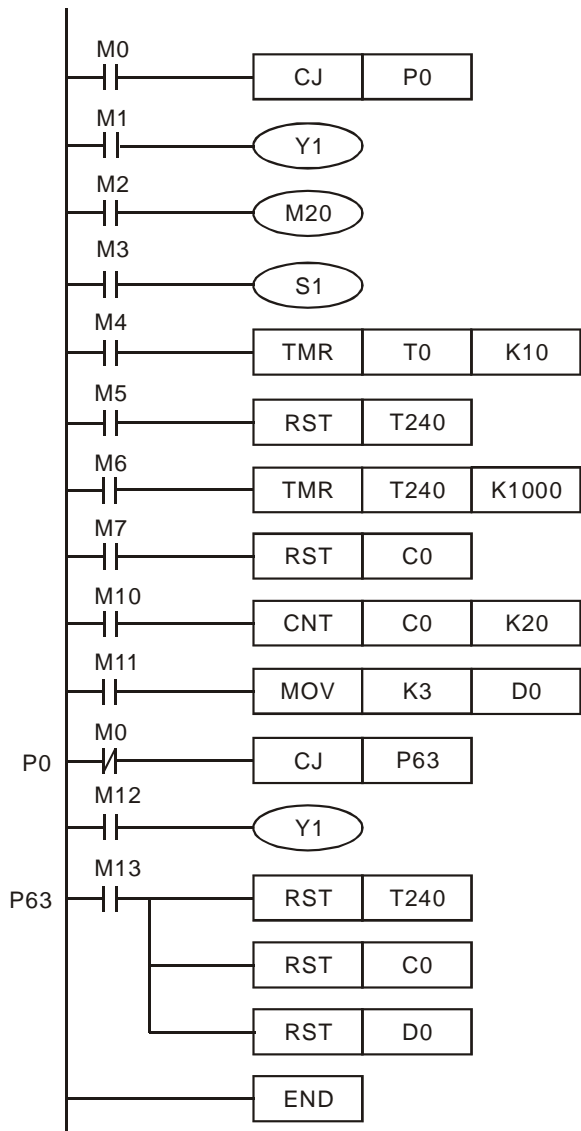 M0
CJ P0
M1
Y1
M2
M20
M3
S1
M4
TMR T0 K10
M5
RST T240
M6
TMR T240 K1000
M7
RST C0
M10
CNT C0 K20
M11
MOV K3 D0
M0
P0 CJ P63
M12
Y1
M13
P63 RST T240
RST C0
RST D0
END